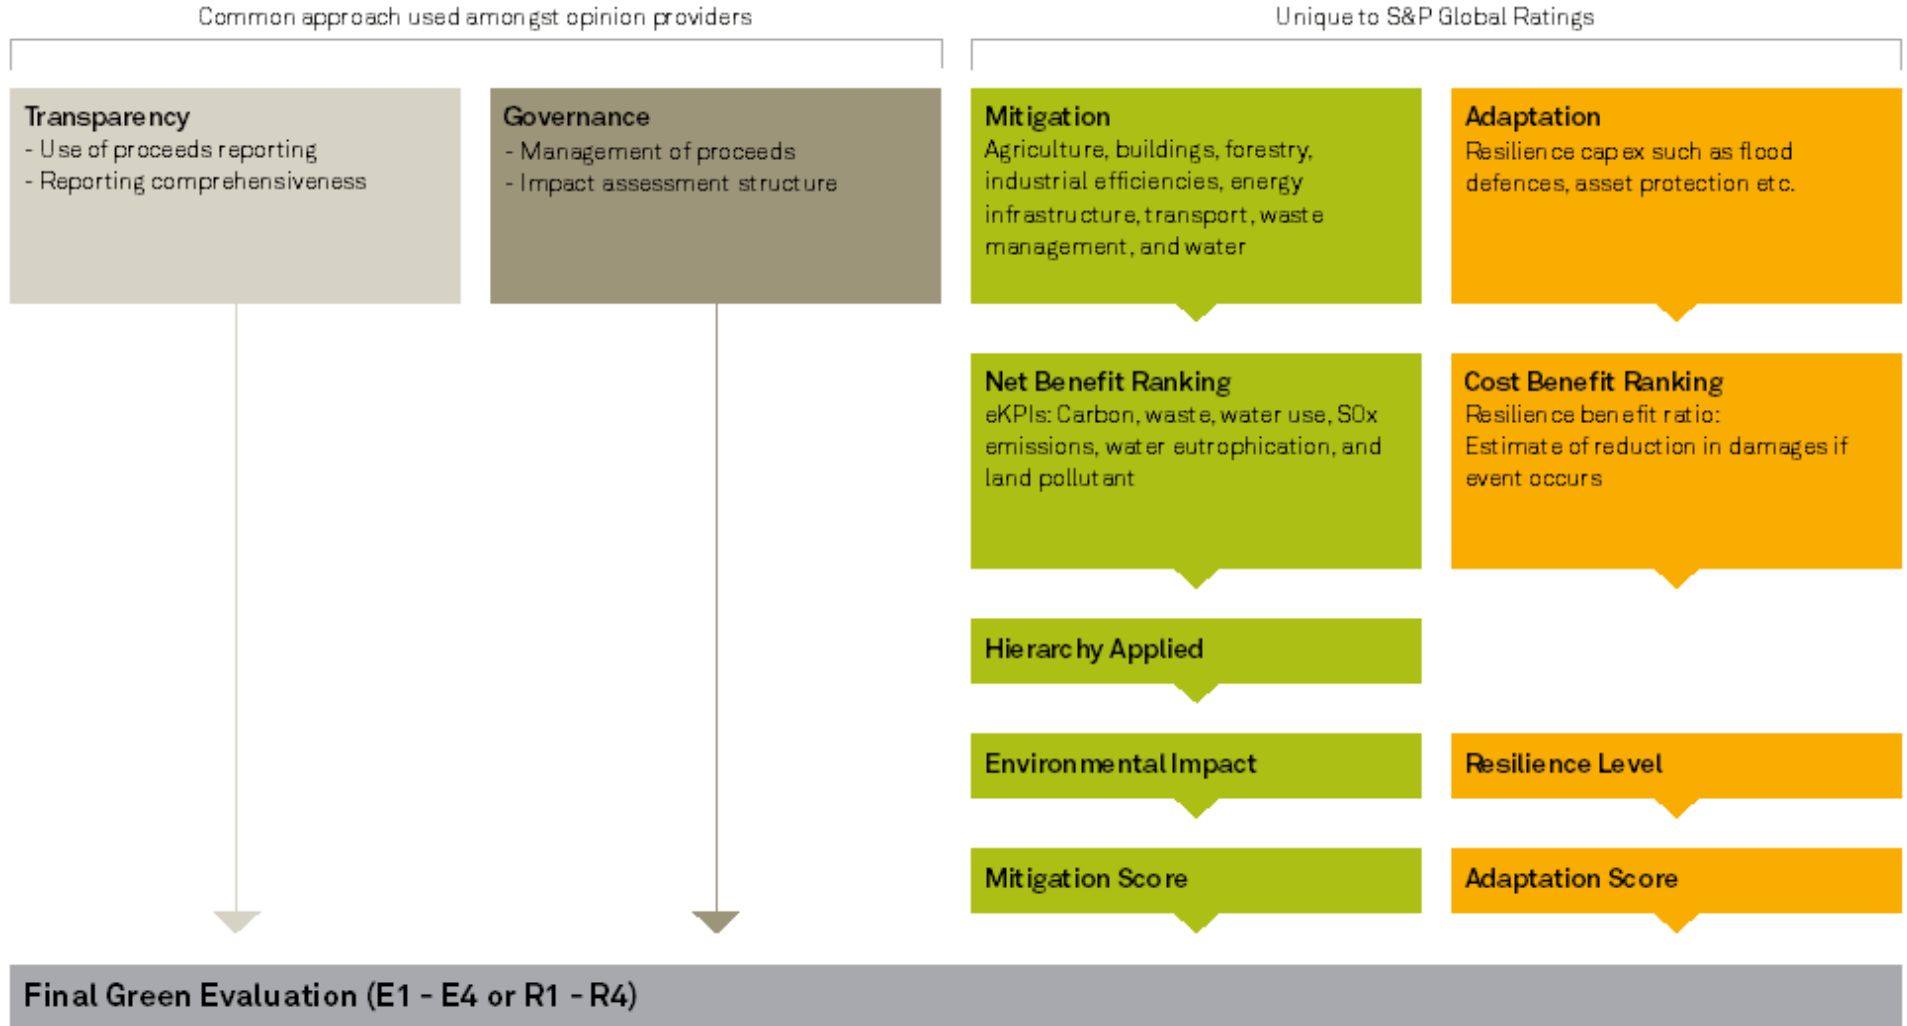 Common approach used amongst opinion providers
Unique to S&P Global Ratings
Transparency
- Use of proceeds reporting
- Reporting comprehensiveness
Governance
- Management of proceeds
- Impact assessment structure
Mitigation
Agriculture, buildings, forestry,
industrial efficiencies, energy
infrastructure, transport, waste
management, and water
Adaptation
Resilience capex such as flood
defences, asset protection etc.
Net Benefit Ranking
eKPIs: Carbon, waste, water use, SOx
emissions, water eutrophication, and
land pollutant
Cost Benefit Ranking
Resilience benefit ratio:
Estimate of reduction in damages if
event occurs
Hierarchy Applied
Environmental Impact
Resilience Level
Mitigation Score
Adaptation Score
Final Green Evaluation (E1 - E4 or R1 - R4)